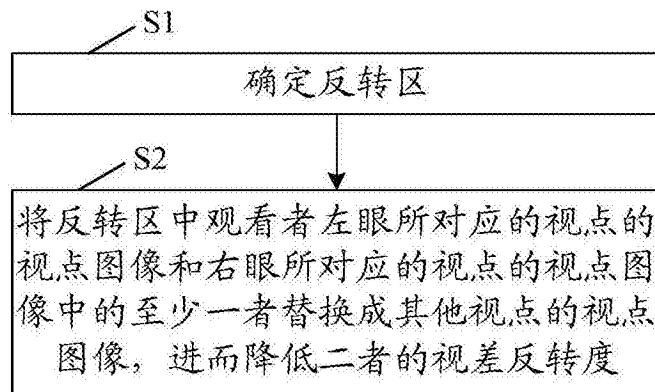 S1
确定反转区
S2
将反转区中观看者左眼所对应的视点的
视点图像和右眼所对应的视点的视点图
像中的至少一者替换成其他视点的视点
图像，进而降低二者的视差反转度